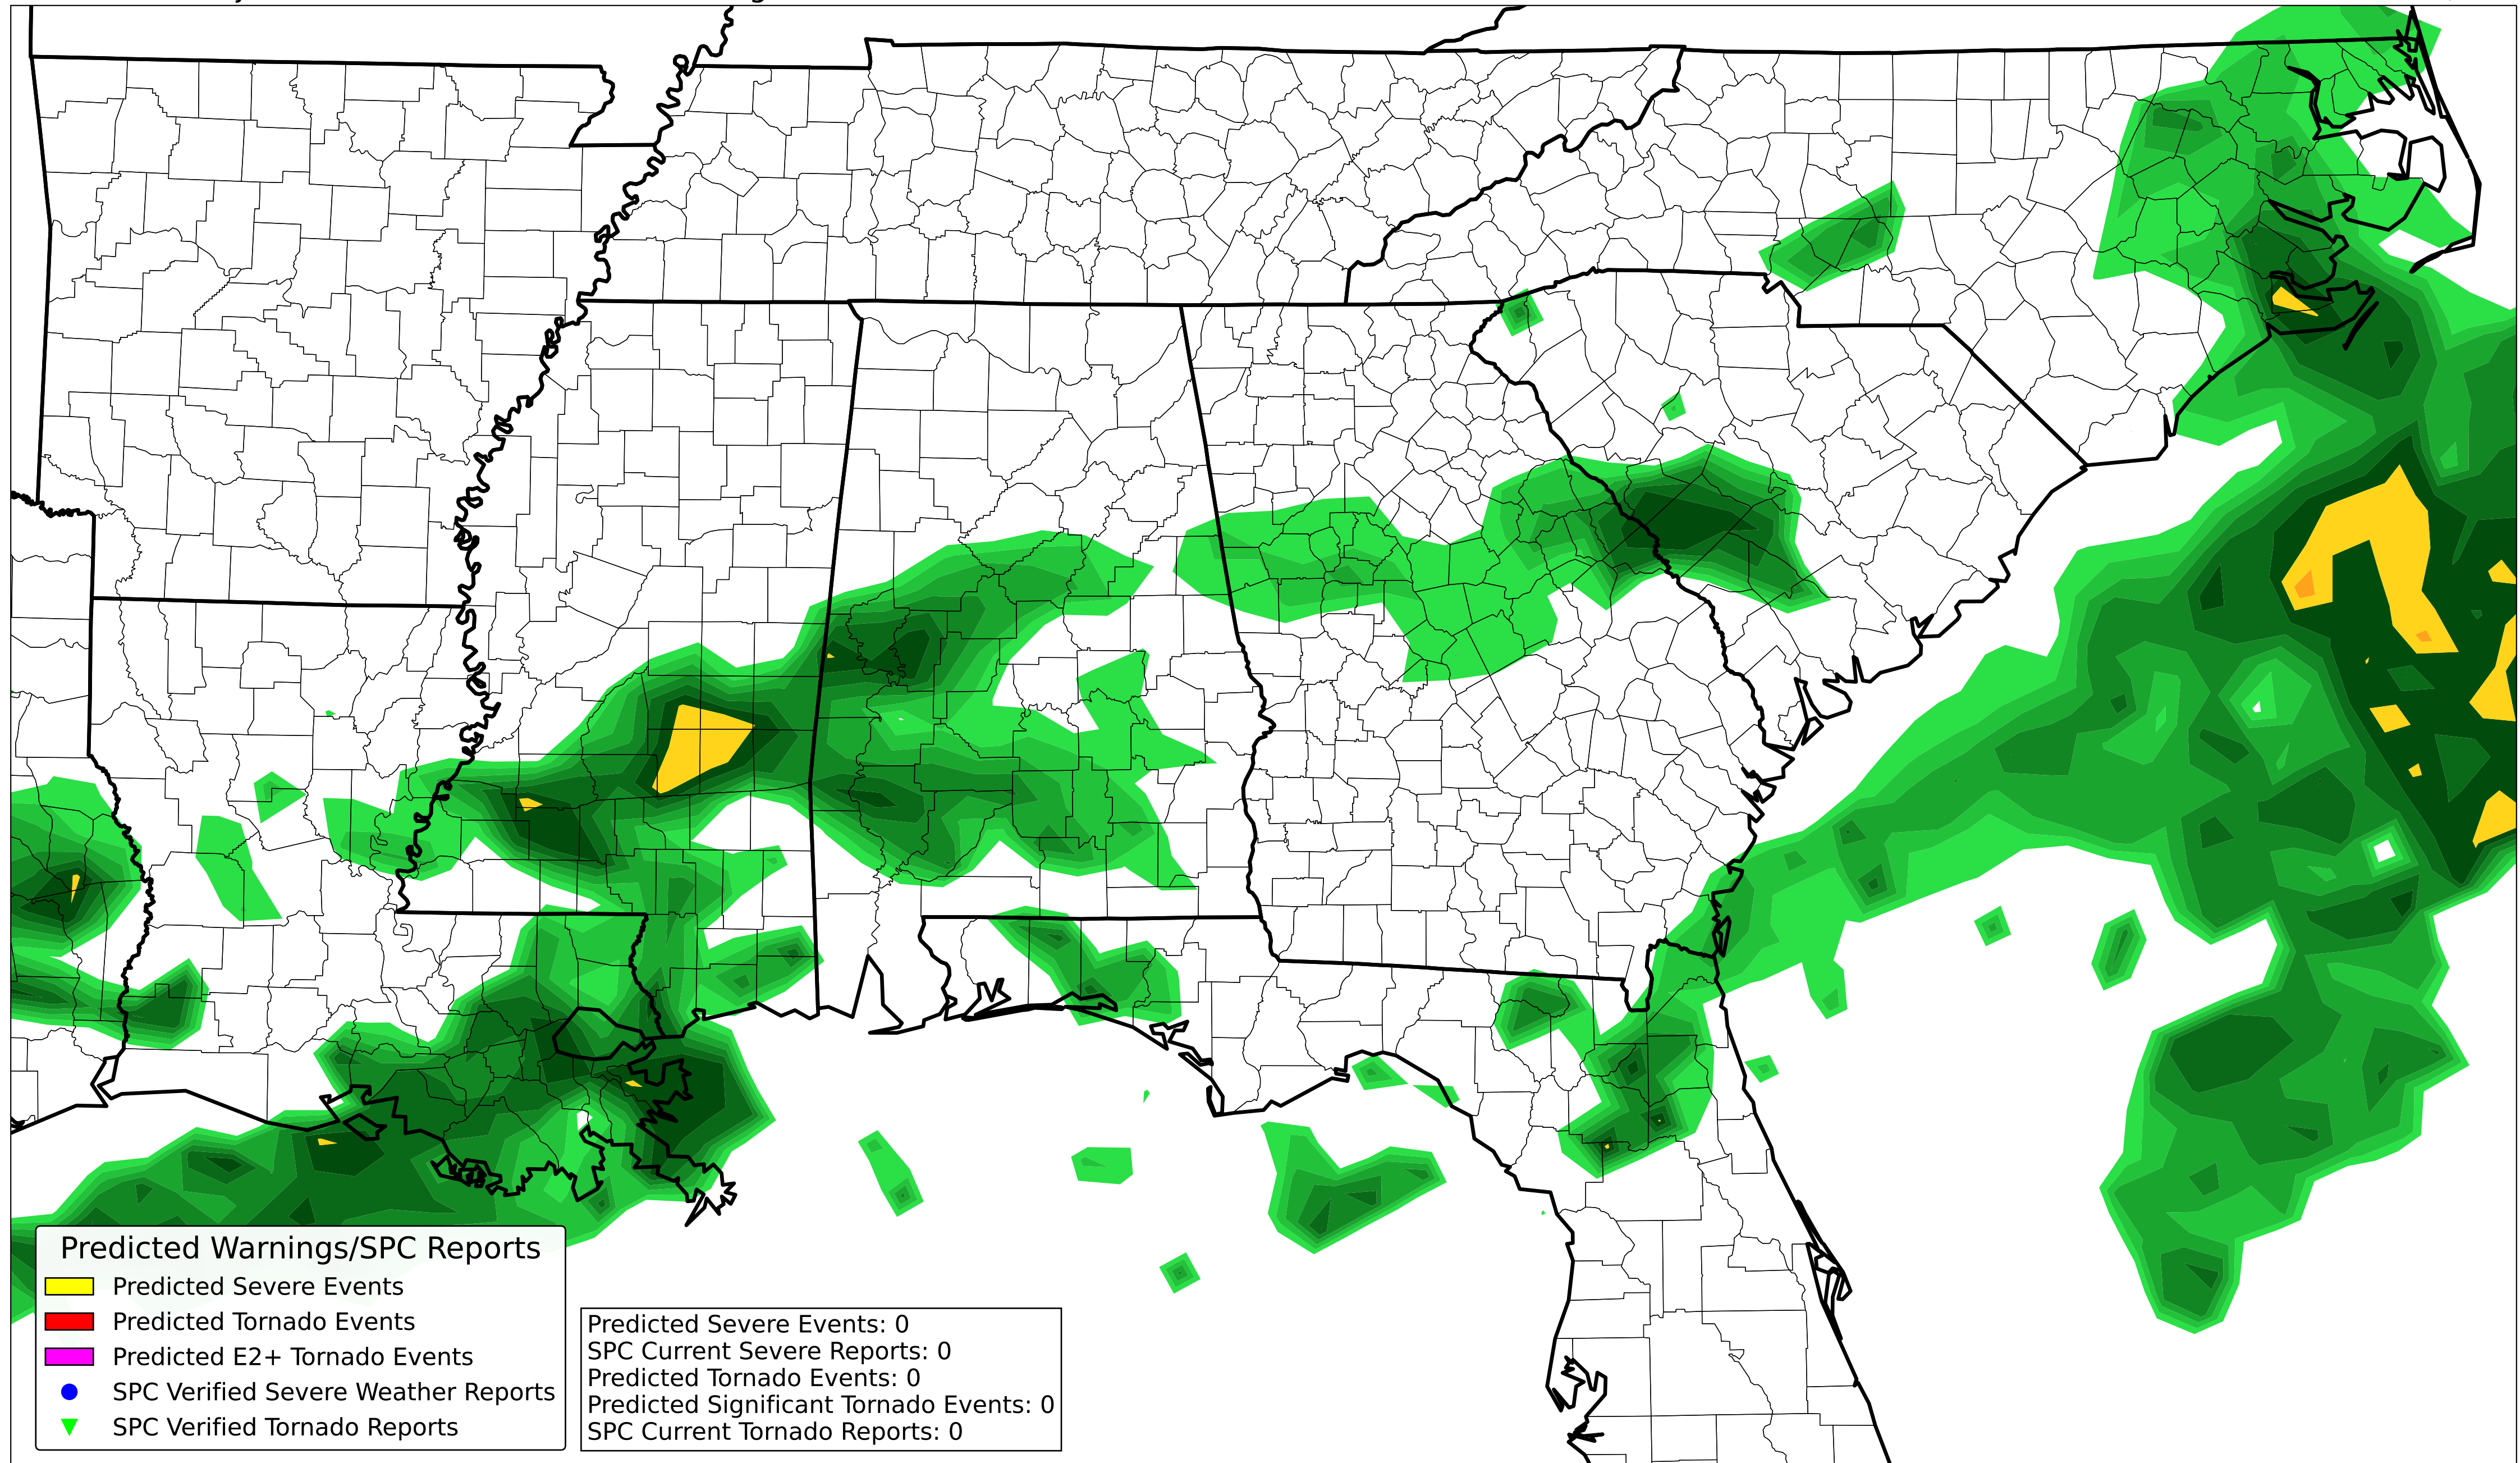 Predicted Warnings/SPC Reports
Predicted Severe Events
Predicted Tornado Events
Predicted E2+ Tornado Events
SPC Verified Severe Weather Reports
SPC Verified Tornado Reports
Predicted Severe Events: 0
SPC Current Severe Reports: 0
Predicted Tornado Events: 0
Predicted Significant Tornado Events: 0
SPC Current Tornado Reports: 0